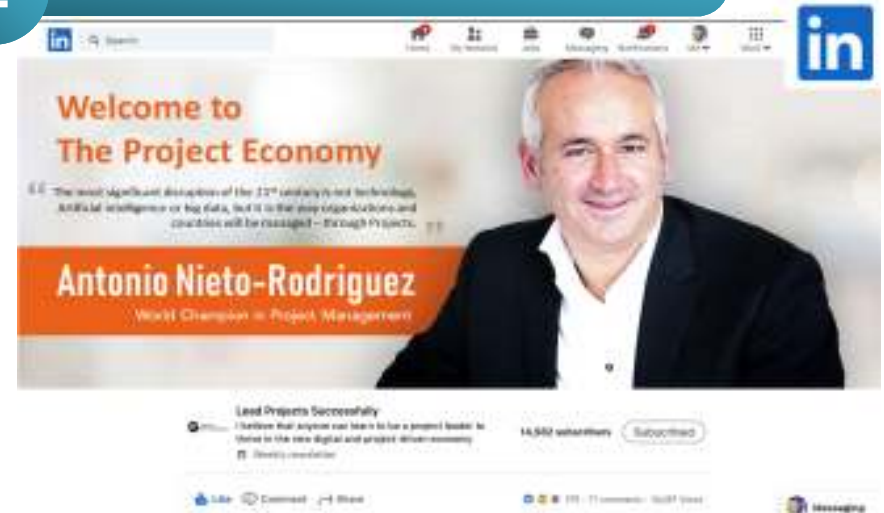 in
Search
in
Home My Network Jobs Messaging Notifications Me Work
Welcome to
The Project Economy
“ The most significant disruption of the 21st century is not technology,
Artificial intelligence or big data, but it is the way organizations and
countries will be managed – through Projects. ”
Antonio Nieto-Rodriguez
World Champion in Project Management
Lead Projects Successfully
I believe that anyone can learn to be a project leader to
thrive in the new digital and project driven economy
Weekly newsletter
subscribers Subscribed
Like Comment Share
comments
Messaging